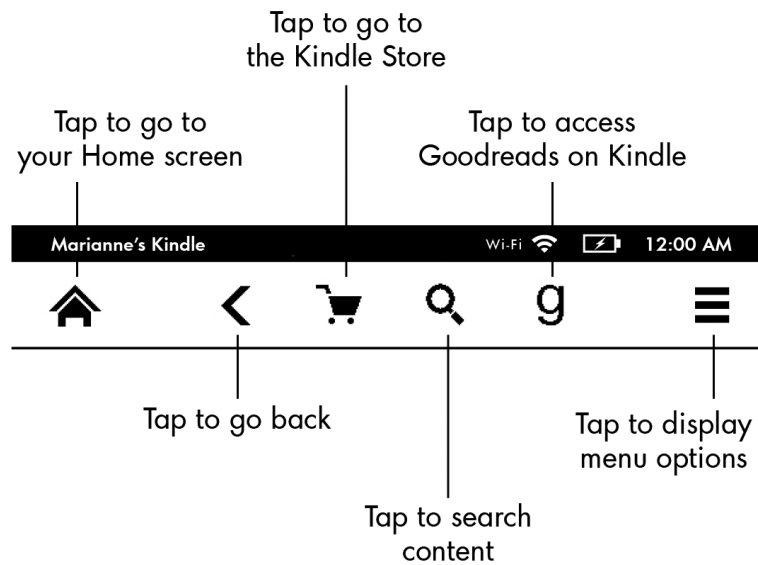 Tap to go to
the Kindle Store
Tap to go to
your Home screen
Tap to access
Goodreads on Kindle
Marianne's Kindle Wi-Fi 12:00 AM
g
Tap to go back
Tap to display
menu options
Tap to search
content